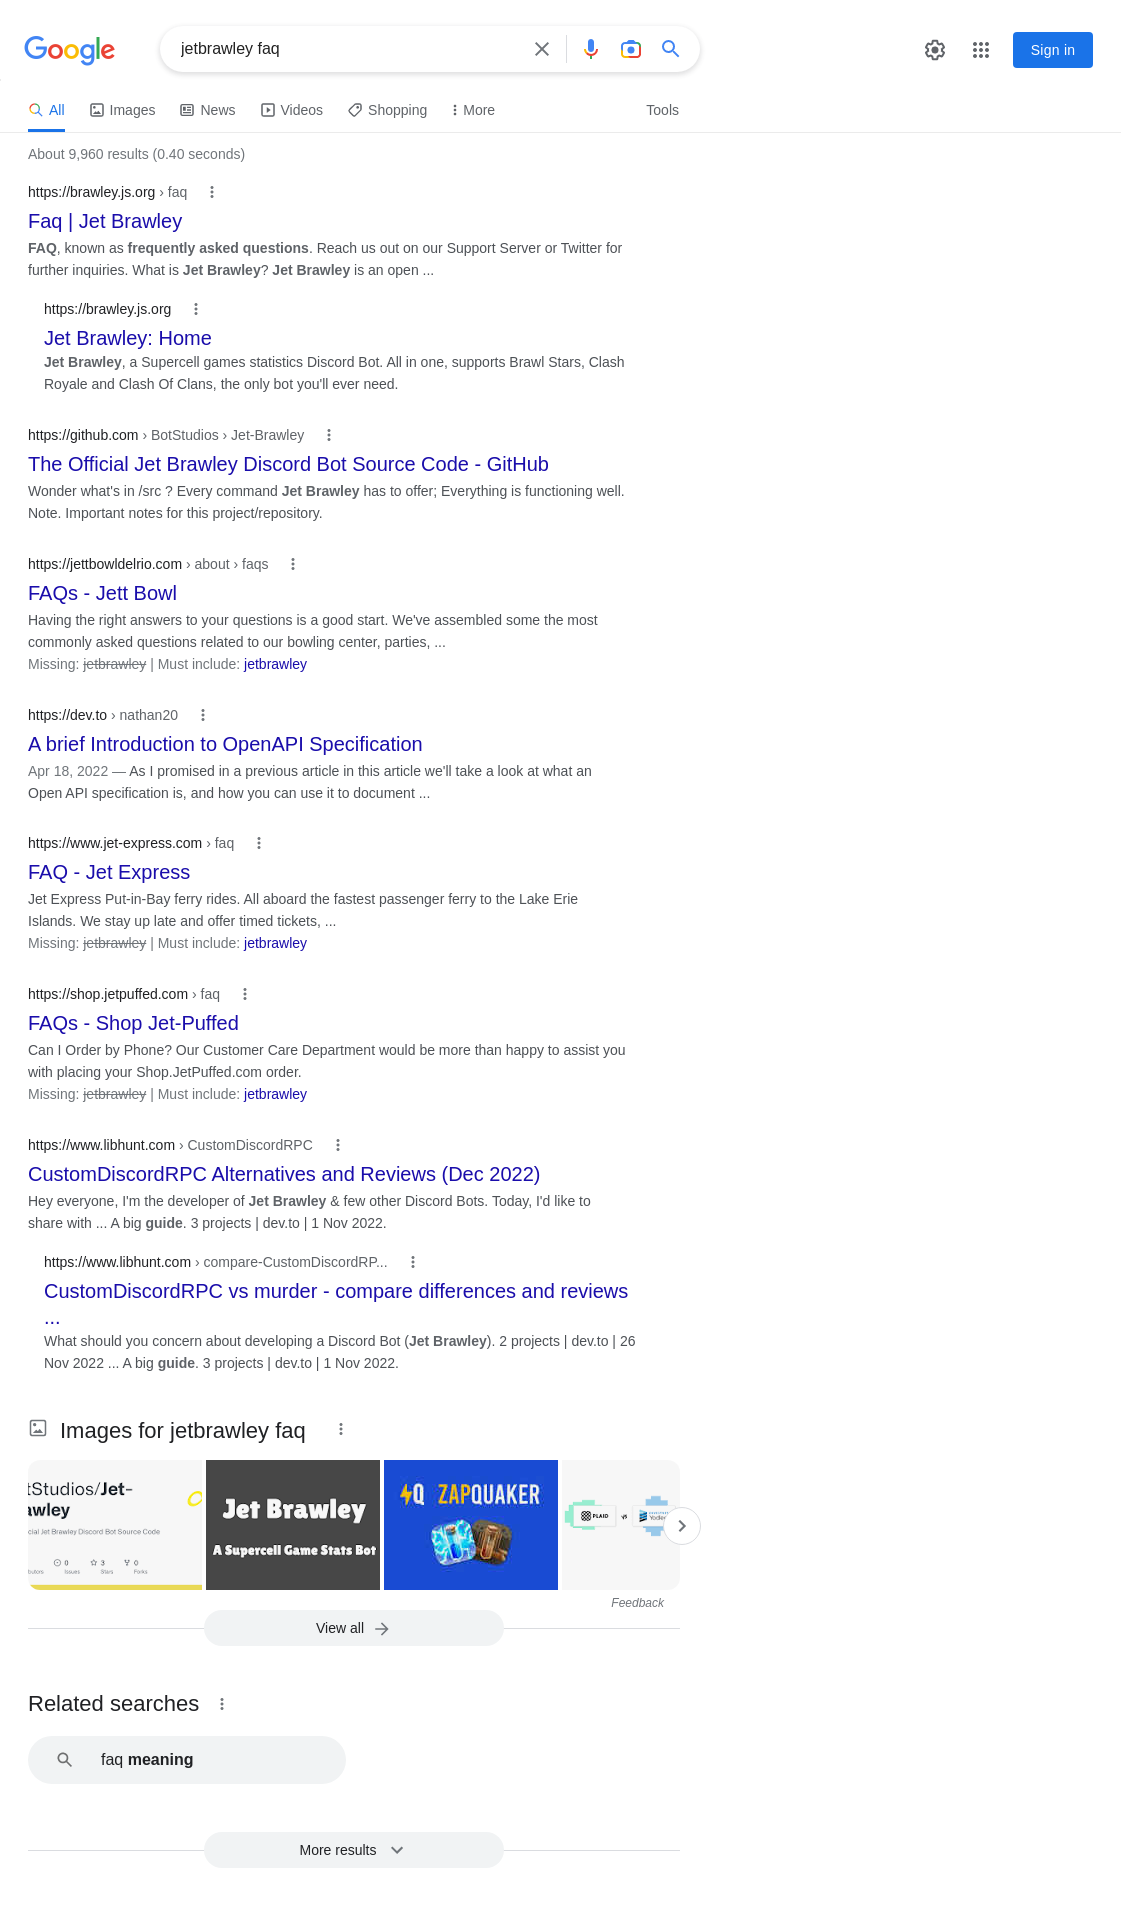 Google
jetbrawley faq
Sign in
All
Images
News
Videos
Shopping
More
Tools
About 9,960 results (0.40 seconds)
https://brawley.js.org › faq
Faq | Jet Brawley
FAQ, known as frequently asked questions. Reach us out on our Support Server or Twitter for
further inquiries. What is Jet Brawley? Jet Brawley is an open ...
https://brawley.js.org
Jet Brawley: Home
Jet Brawley, a Supercell games statistics Discord Bot. All in one, supports Brawl Stars, Clash
Royale and Clash Of Clans, the only bot you'll ever need.
https://github.com › BotStudios › Jet-Brawley
The Official Jet Brawley Discord Bot Source Code - GitHub
Wonder what's in /src ? Every command Jet Brawley has to offer; Everything is functioning well.
Note. Important notes for this project/repository.
https://jettbowldelrio.com › about › faqs
FAQs - Jett Bowl
Having the right answers to your questions is a good start. We've assembled some the most
commonly asked questions related to our bowling center, parties, ...
Missing: jetbrawley | Must include: jetbrawley
https://dev.to › nathan20
A brief Introduction to OpenAPI Specification
Apr 18, 2022 — As I promised in a previous article in this article we'll take a look at what an
Open API specification is, and how you can use it to document ...
https://www.jet-express.com › faq
FAQ - Jet Express
Jet Express Put-in-Bay ferry rides. All aboard the fastest passenger ferry to the Lake Erie
Islands. We stay up late and offer timed tickets, ...
Missing: jetbrawley | Must include: jetbrawley
https://shop.jetpuffed.com › faq
FAQs - Shop Jet-Puffed
Can I Order by Phone? Our Customer Care Department would be more than happy to assist you
with placing your Shop.JetPuffed.com order.
Missing: jetbrawley | Must include: jetbrawley
https://www.libhunt.com › CustomDiscordRPC
CustomDiscordRPC Alternatives and Reviews (Dec 2022)
Hey everyone, I'm the developer of Jet Brawley & few other Discord Bots. Today, I'd like to
share with ... A big guide. 3 projects | dev.to | 1 Nov 2022.
https://www.libhunt.com › compare-CustomDiscordRP...
CustomDiscordRPC vs murder - compare differences and reviews
...
What should you concern about developing a Discord Bot (Jet Brawley). 2 projects | dev.to | 26
Nov 2022 ... A big guide. 3 projects | dev.to | 1 Nov 2022.
Images for jetbrawley faq
tStudios/Jet-
awley
cial Jet Brawley Discord Bot Source Code
0
3
0
butors
Issues
Stars
Forks
Jet Brawley
A Supercell Game Stats Bot
Q ZAPQUAKER
PLAID
vs
Yodlee
Feedback
View all
Related searches
faq meaning
More results